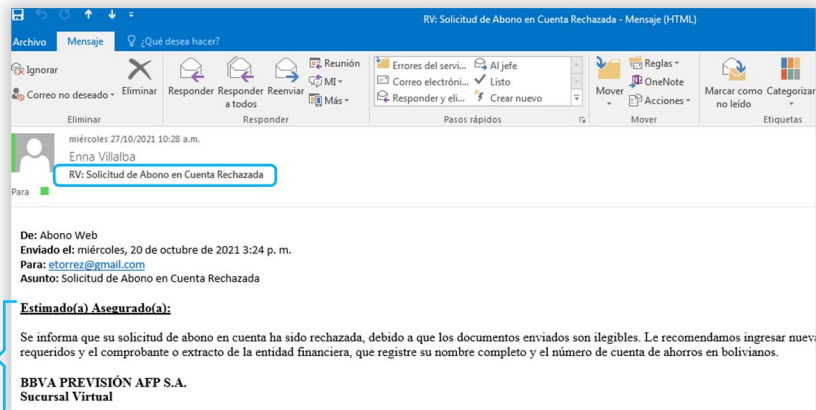 RV: Solicitud de Abono en Cuenta Rechazada - Mensaje (HTML)
Archivo Mensaje ¿Qué desea hacer?
Ignorar
Correo no deseado
Eliminar
Responder
Responder a todos
Reenviar
Reunión
MI
Más
Errores del servi...
Correo electróni...
Responder y eli...
Al jefe
Listo
Crear nuevo
Mover
Reglas
OneNote
Acciones
Marcar como no leído
Categorizar
Eliminar Responder Pasos rápidos Mover Etiquetas
miércoles 27/10/2021 10:28 a.m.
Enna Villalba
RV: Solicitud de Abono en Cuenta Rechazada
Para
De: Abono Web
Enviado el: miércoles, 20 de octubre de 2021 3:24 p. m.
Para: etorrez@gmail.com
Asunto: Solicitud de Abono en Cuenta Rechazada
Estimado(a) Asegurado(a):
Se informa que su solicitud de abono en cuenta ha sido rechazada, debido a que los documentos enviados son ilegibles. Le recomendamos ingresar nueva
requeridos y el comprobante o extracto de la entidad financiera, que registre su nombre completo y el número de cuenta de ahorros en bolivianos.
BBVA PREVISIÓN AFP S.A.
Sucursal Virtual